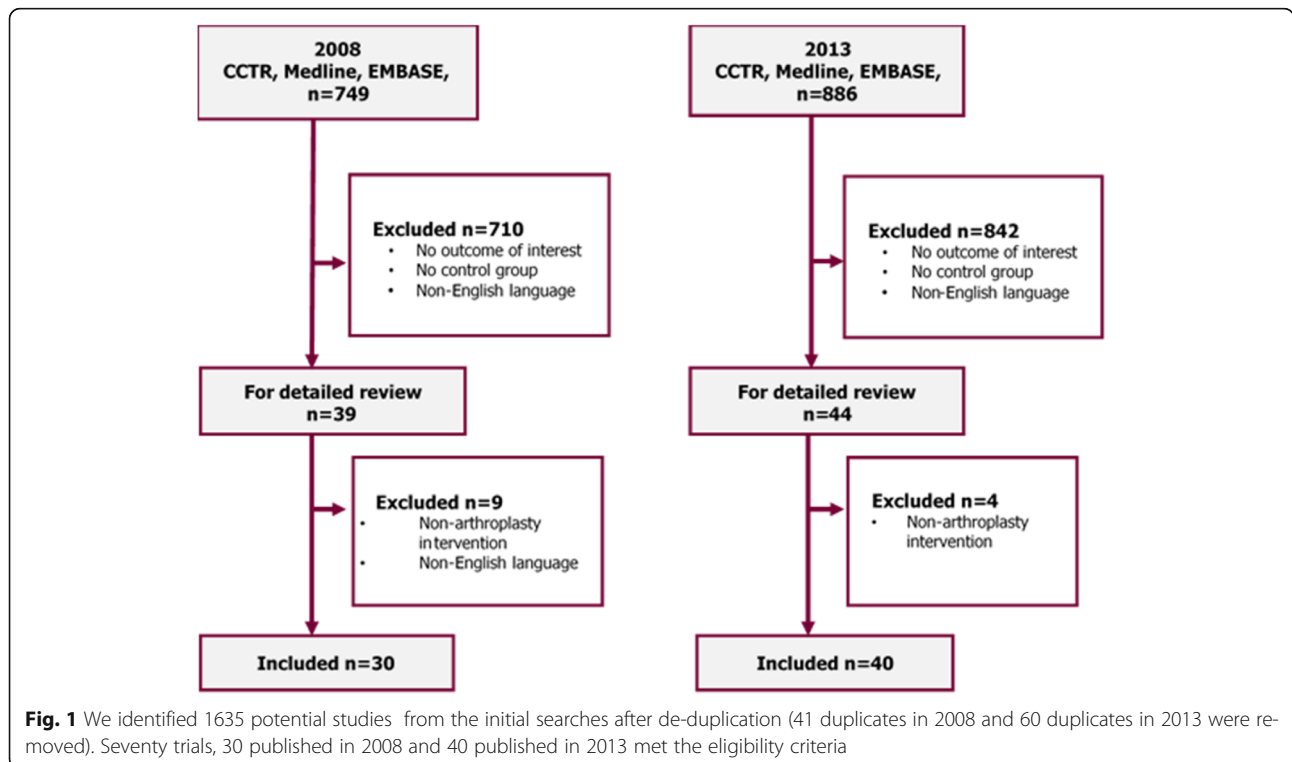 2008
CCTR, Medline, EMBASE,
n=749
Excluded n=710
• No outcome of interest
• No control group
• Non-English language
For detailed review
n=39
Excluded n=9
• Non-arthroplasty
intervention
• Non-English language
Included n=30
2013
CCTR, Medline, EMBASE,
n=886
Excluded n=842
• No outcome of interest
• No control group
• Non-English language
For detailed review
n=44
Excluded n=4
• Non-arthroplasty
intervention
Included n=40
Fig. 1 We identified 1635 potential studies from the initial searches after de-duplication (41 duplicates in 2008 and 60 duplicates in 2013 were re-
moved). Seventy trials, 30 published in 2008 and 40 published in 2013 met the eligibility criteria